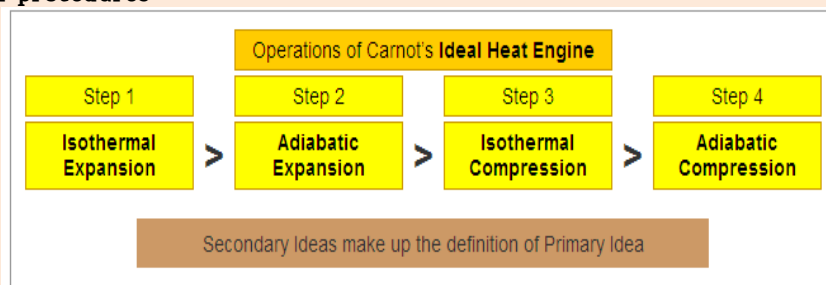 procedures
Operations of Carnot's Ideal Heat Engine
Step 1
Step 2
Step 3
Step 4
Isothermal
Expansion
>
Adiabatic
Expansion
>
Isothermal
Compression
>
Adiabatic
Compression
Secondary Ideas make up the definition of Primary Idea